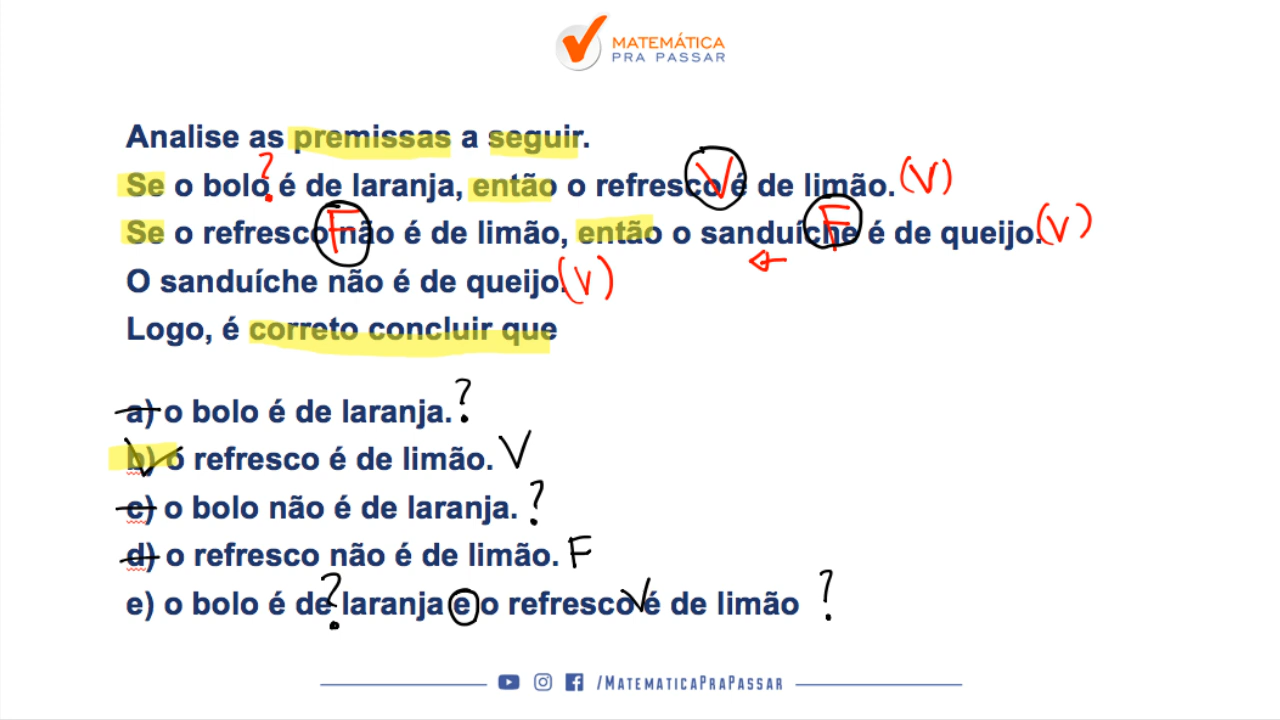 MATEMÁTICA
PRA PASSAR
Analise as premissas a seguir.
?
Se o bolo é de laranja, então o refresco V é de limão. (V)
Se o refresco F não é de limão, então o sanduíche F é de queijo. (V)
O sanduíche não é de queijo. (V)
Logo, é correto concluir que
a) o bolo é de laranja. ?
b) o refresco é de limão. V
c) o bolo não é de laranja. ?
d) o refresco não é de limão. F
e) o bolo é de ? laranja e o refresco V é de limão ?
/MATEMATICAPRAPASSAR